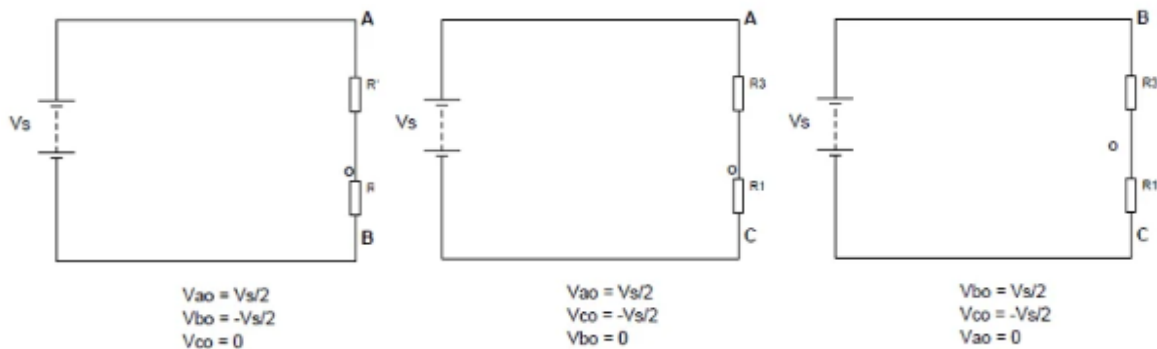 A
R'
Vs
o
R
B
Vao = Vs/2
Vbo = -Vs/2
Vco = 0
A
R3
Vs
o
R1
C
Vao = Vs/2
Vco = -Vs/2
Vbo = 0
B
R3
Vs
o
R1
C
Vbo = Vs/2
Vco = -Vs/2
Vao = 0